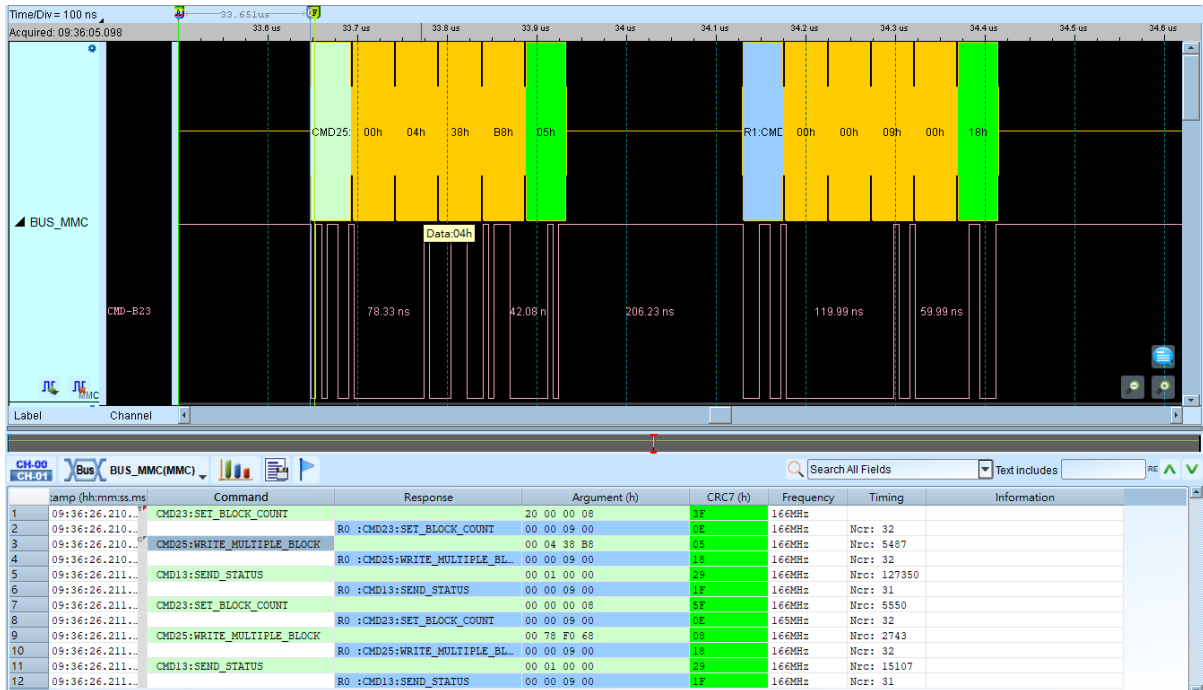 Time/Div= 100 ns
33.651us
Acquired: 09:36:05.098
33.6 us 33.7 us 33.8 us 33.9 us 34 us 34.1 us 34.2 us 34.3 us 34.4 us 34.5 us 34.6 us
CMD25: 00h 04h 38h B8h 05h R1:CMD 00h 00h 09h 00h 18h
BUS_MMC
Data:04h
CMD-B23
78.33 ns 42.08 n 206.23 ns 119.99 ns 59.99 ns
MMC
Label Channel
CH-00
CH-01
Bus BUS_MMC(MMC) Search All Fields Text includes RE
tamp (hh:mm:ss.ms Command Response Argument (h) CRC7 (h) Frequency Timing Information
1 09:36:26.210... CMD23:SET_BLOCK_COUNT 20 00 00 08 3F 166MHz
2 09:36:26.210... R0 :CMD23:SET_BLOCK_COUNT 00 00 09 00 0E 166MHz Ncr: 32
3 09:36:26.210... CMD25:WRITE_MULTIPLE_BLOCK 00 04 38 B8 05 166MHz Nrc: 5487
4 09:36:26.210... R0 :CMD25:WRITE_MULTIPLE_BL... 00 00 09 00 18 166MHz Ncr: 32
5 09:36:26.211... CMD13:SEND_STATUS 00 01 00 00 29 166MHz Nrc: 127350
6 09:36:26.211... R0 :CMD13:SEND_STATUS 00 00 09 00 1F 166MHz Ncr: 31
7 09:36:26.211... CMD23:SET_BLOCK_COUNT 00 00 00 08 5F 166MHz Nrc: 5550
8 09:36:26.211... R0 :CMD23:SET_BLOCK_COUNT 00 00 09 00 0E 165MHz Ncr: 32
9 09:36:26.211... CMD25:WRITE_MULTIPLE_BLOCK 00 78 F0 68 08 166MHz Nrc: 2743
10 09:36:26.211... R0 :CMD25:WRITE_MULTIPLE_BL... 00 00 09 00 18 166MHz Ncr: 32
11 09:36:26.211... CMD13:SEND_STATUS 00 01 00 00 29 166MHz Nrc: 15107
12 09:36:26.211... R0 :CMD13:SEND_STATUS 00 00 09 00 1F 166MHz Ncr: 31